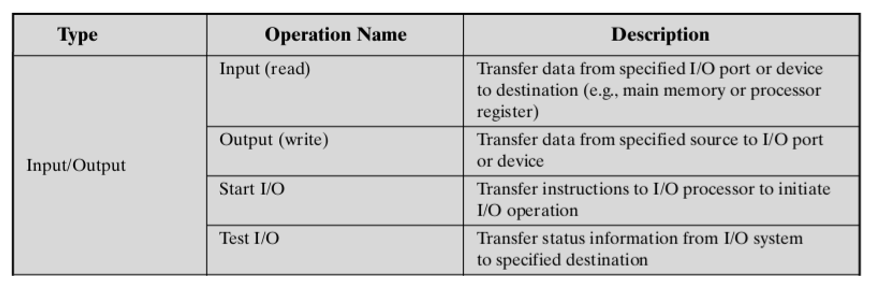 Type Operation Name Description
Input/Output
Input (read) Transfer data from specified I/O port or device
to destination (e.g., main memory or processor
register)
Output (write) Transfer data from specified source to I/O port
or device
Start I/O Transfer instructions to I/O processor to initiate
I/O operation
Test I/O Transfer status information from I/O system
to specified destination